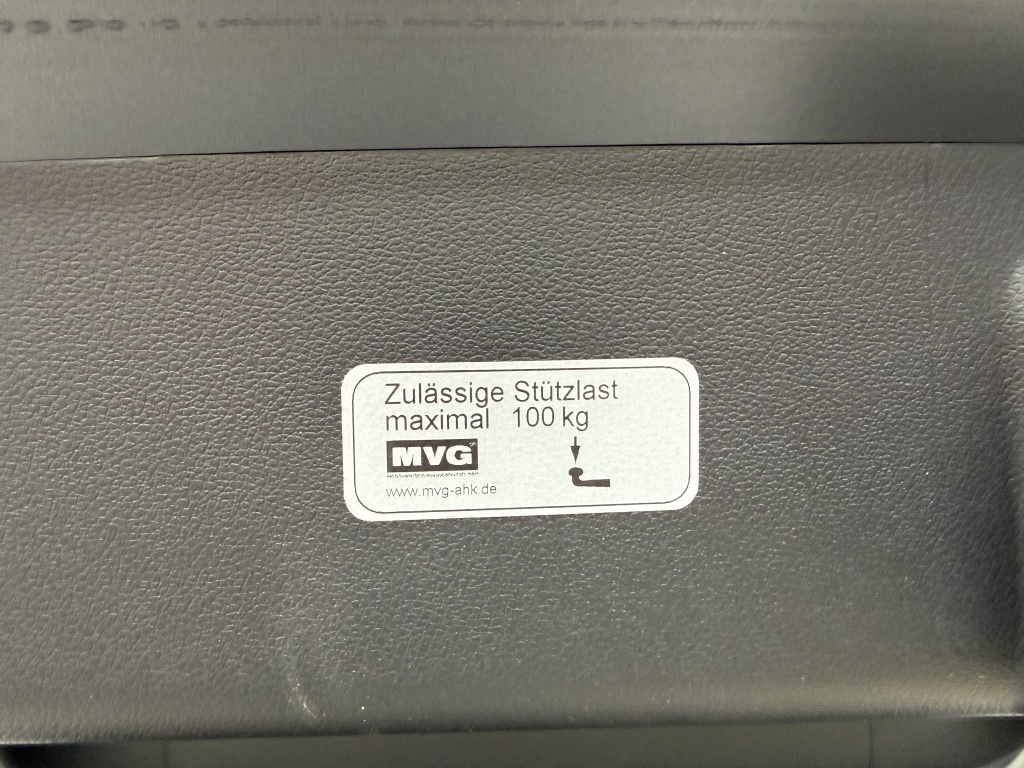 Zulässige Stützlast
maximal 100 kg
MVG
www.mvg-ahk.de